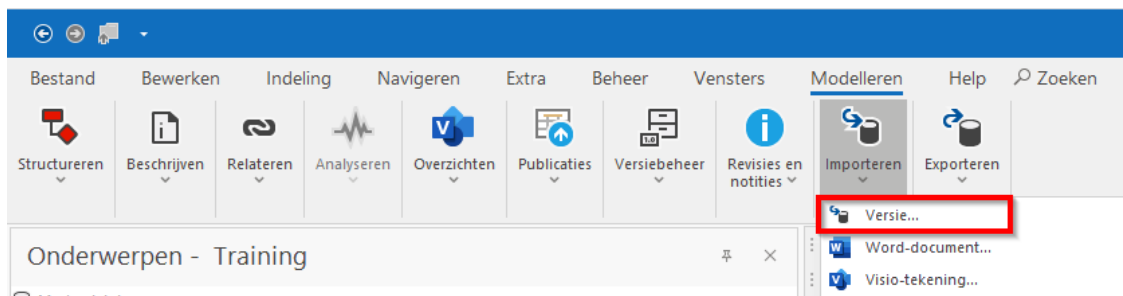 Bestand Bewerken Indeling Navigeren Extra Beheer Vensters Modelleren Help Zoeken
Structureren Beschrijven Relateren Analyseren Overzichten Publicaties Versiebeheer Revisies en notities Importeren Exporteren
Versie...
Onderwerpen - Training
Word-document...
Visio-tekening...